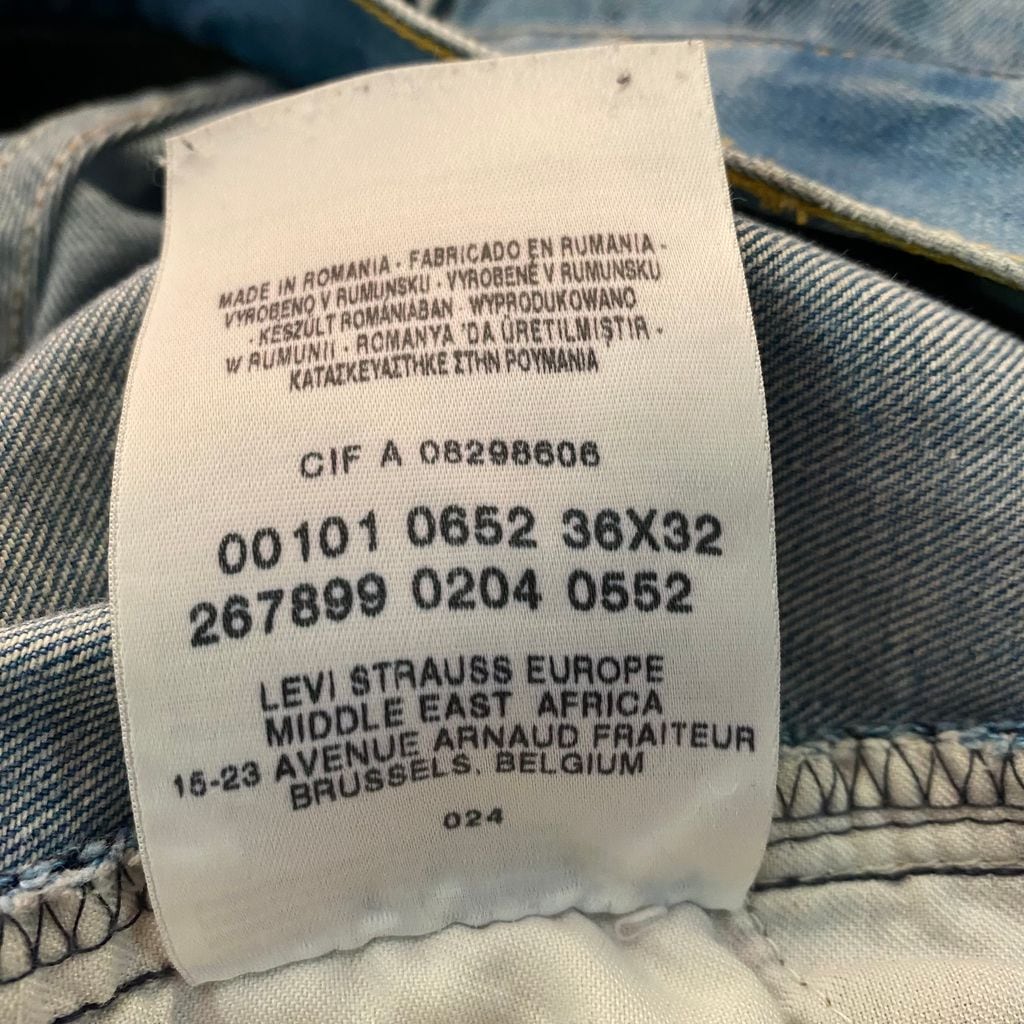 MADE IN ROMANIA - FABRICADO EN RUMANIA -
VYROBENO V RUMUNSKU - VYROBENÉ V RUMUNSKU
- KESZÜLT ROMANIABAN WYPRODUKOWANO
W RUMUNII - ROMANYA 'DA ÜRETILMIŞTIR -
ΚΑΤΑΣΚΕΥΑΣΤΗΚΕ ΣΤΗΝ ΡΟΥΜΑΝΙΑ
CIF A 08298606
00101 0652 36X32
267899 0204 0552
LEVI STRAUSS EUROPE
MIDDLE EAST AFRICA
15-23 AVENUE ARNAUD FRAITEUR
BRUSSELS, BELGIUM
024